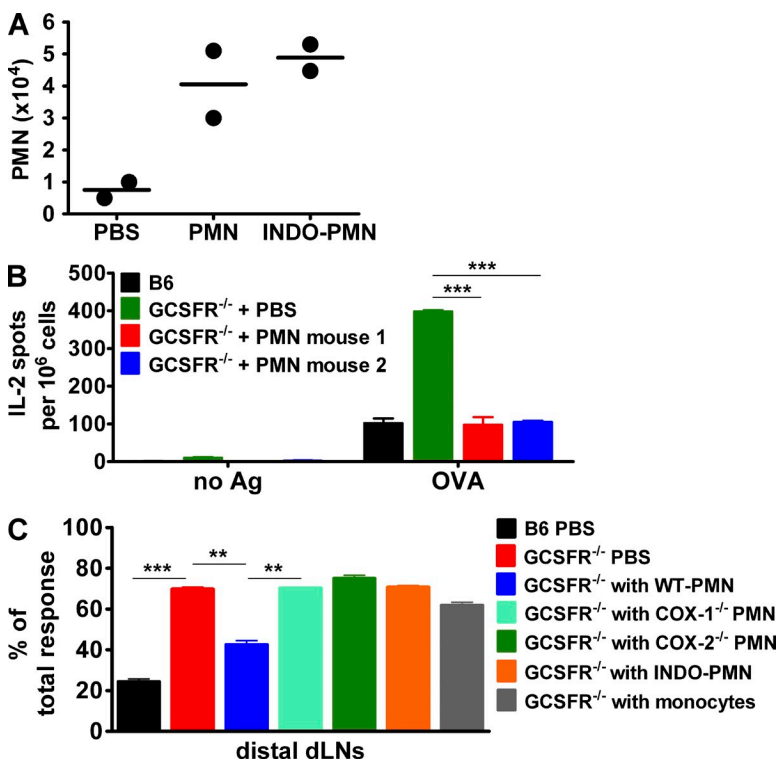 A
PMN (x10⁴)
6
5
4
3
2
1
0
PBS PMN INDO-PMN
B
IL-2 spots
per 10⁶ cells
500
400
300
200
100
0
B6
GCSFR⁻/⁻ + PBS
GCSFR⁻/⁻ + PMN mouse 1
GCSFR⁻/⁻ + PMN mouse 2
***
***
no Ag OVA
C
% of
total response
100
80
60
40
20
0
*** ** **
distal dLNs
B6 PBS
GCSFR⁻/⁻ PBS
GCSFR⁻/⁻ with WT-PMN
GCSFR⁻/⁻ with COX-1⁻/⁻ PMN
GCSFR⁻/⁻ with COX-2⁻/⁻ PMN
GCSFR⁻/⁻ with INDO-PMN
GCSFR⁻/⁻ with monocytes